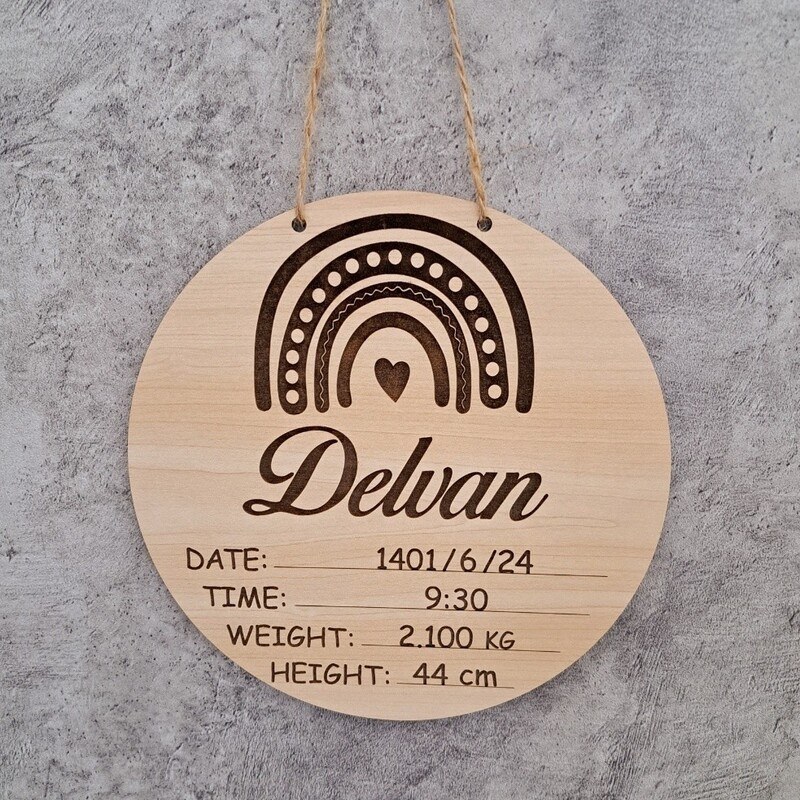 Delvan
DATE: 1401/6/24
TIME: 9:30
WEIGHT: 2.100 KG
HEIGHT: 44 cm